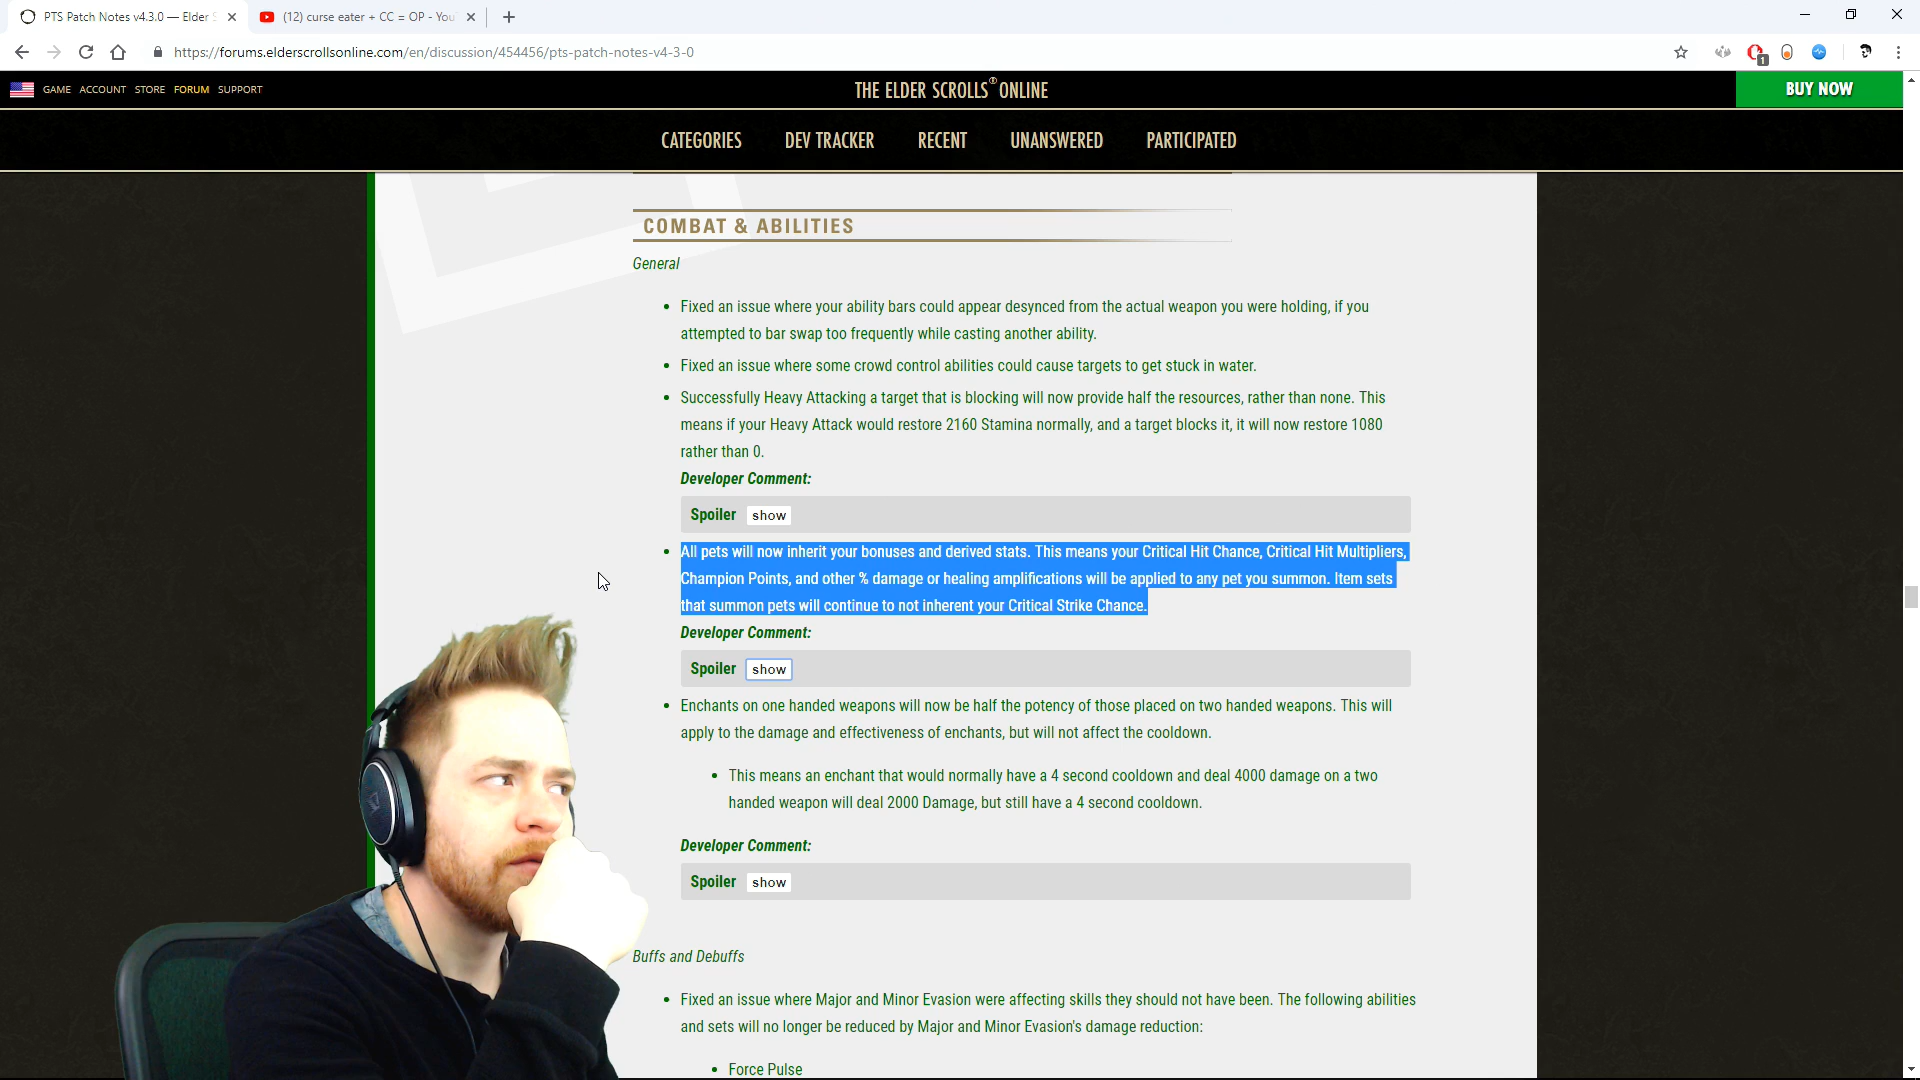 PTS Patch Notes v4.3.0 — Elder S
(12) curse eater + CC = OP - You
https://forums.elderscrollsonline.com/en/discussion/454456/pts-patch-notes-v4-3-0
1
GAME ACCOUNT STORE FORUM SUPPORT
THE ELDER SCROLLS ONLINE
BUY NOW
CATEGORIES DEV TRACKER RECENT UNANSWERED PARTICIPATED
COMBAT & ABILITIES
General
• Fixed an issue where your ability bars could appear desynced from the actual weapon you were holding, if you
attempted to bar swap too frequently while casting another ability.
• Fixed an issue where some crowd control abilities could cause targets to get stuck in water.
• Successfully Heavy Attacking a target that is blocking will now provide half the resources, rather than none. This
means if your Heavy Attack would restore 2160 Stamina normally, and a target blocks it, it will now restore 1080
rather than 0.
Developer Comment:
Spoiler show
• All pets will now inherit your bonuses and derived stats. This means your Critical Hit Chance, Critical Hit Multipliers,
Champion Points, and other % damage or healing amplifications will be applied to any pet you summon. Item sets
that summon pets will continue to not inherent your Critical Strike Chance.
Developer Comment:
Spoiler show
• Enchants on one handed weapons will now be half the potency of those placed on two handed weapons. This will
apply to the damage and effectiveness of enchants, but will not affect the cooldown.
• This means an enchant that would normally have a 4 second cooldown and deal 4000 damage on a two
handed weapon will deal 2000 Damage, but still have a 4 second cooldown.
Developer Comment:
Spoiler show
Buffs and Debuffs
• Fixed an issue where Major and Minor Evasion were affecting skills they should not have been. The following abilities
and sets will no longer be reduced by Major and Minor Evasion's damage reduction:
• Force Pulse